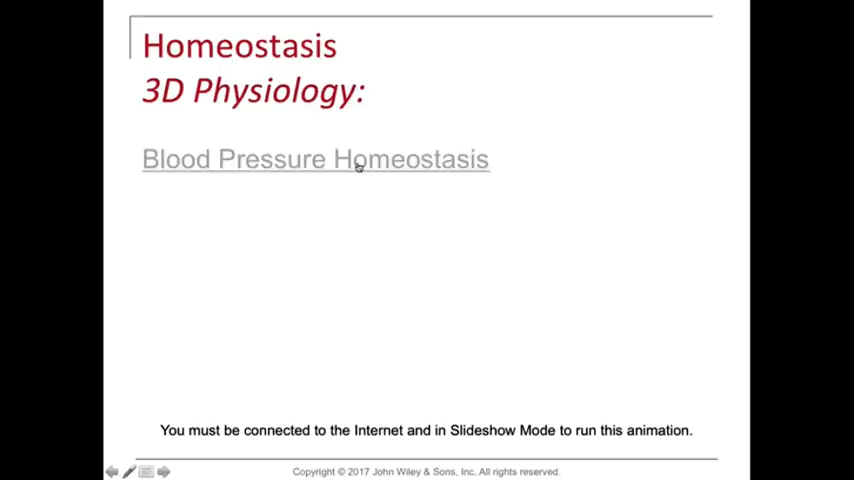 Homeostasis
3D Physiology:
Blood Pressure Homeostasis
You must be connected to the Internet and in Slideshow Mode to run this animation.
Copyright © 2017 John Wiley & Sons, Inc. All rights reserved.